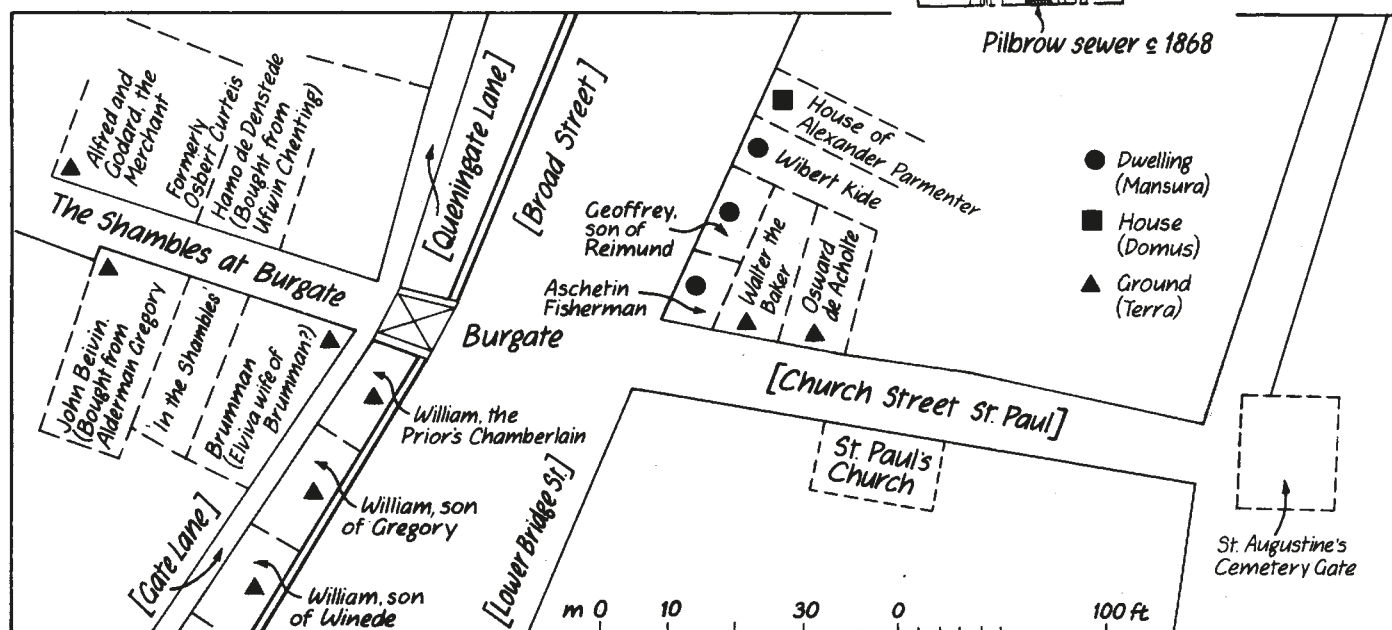 Pilbrow sewer c 1868
Alfred and
Goddard, the
Merchant
Formerly
Osbert Curteis
Hamo de Denstede
(Bought from
Ufwin Chenting)
[Queningate Lane]
[Broad Street]
House of
Alexander Parmenter
Wibert Kide
Geoffrey,
son of
Reimund
Aschetin
Fisherman
Walter the
Baker
Osward
de Acholte
Dwelling
(Mansura)
House
(Domus)
Ground
(Terra)
The Shambles at Burgate
John Beivin.
(Bought from
Alderman Gregory
'In the Shambles'
Brumman
(Elviva wife of
Brumman?)
Burgate
[Church Street St. Paul]
St. Paul's
Church
William, the
Prior's Chamberlain
William, son
of Gregory
William, son
of Winede
[Gate Lane]
[Lower Bridge St.]
St. Augustine's
Cemetery Gate
m 0 10 30 0 100 ft